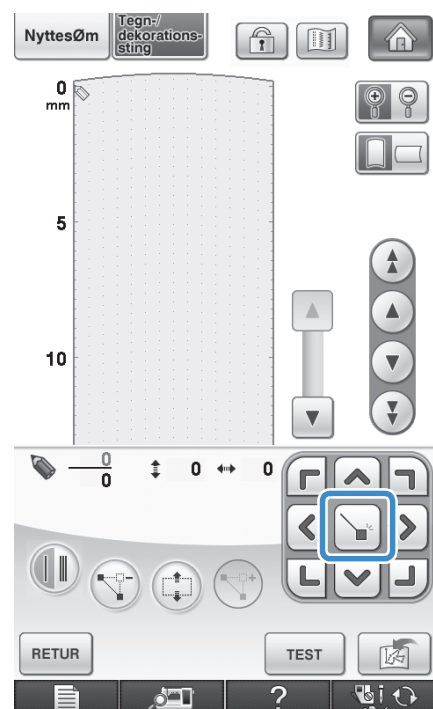 NyttesØm
Tegn-/
dekorations-
sting
0
mm
5
10
0
0
0
0
RETUR
TEST
?
i